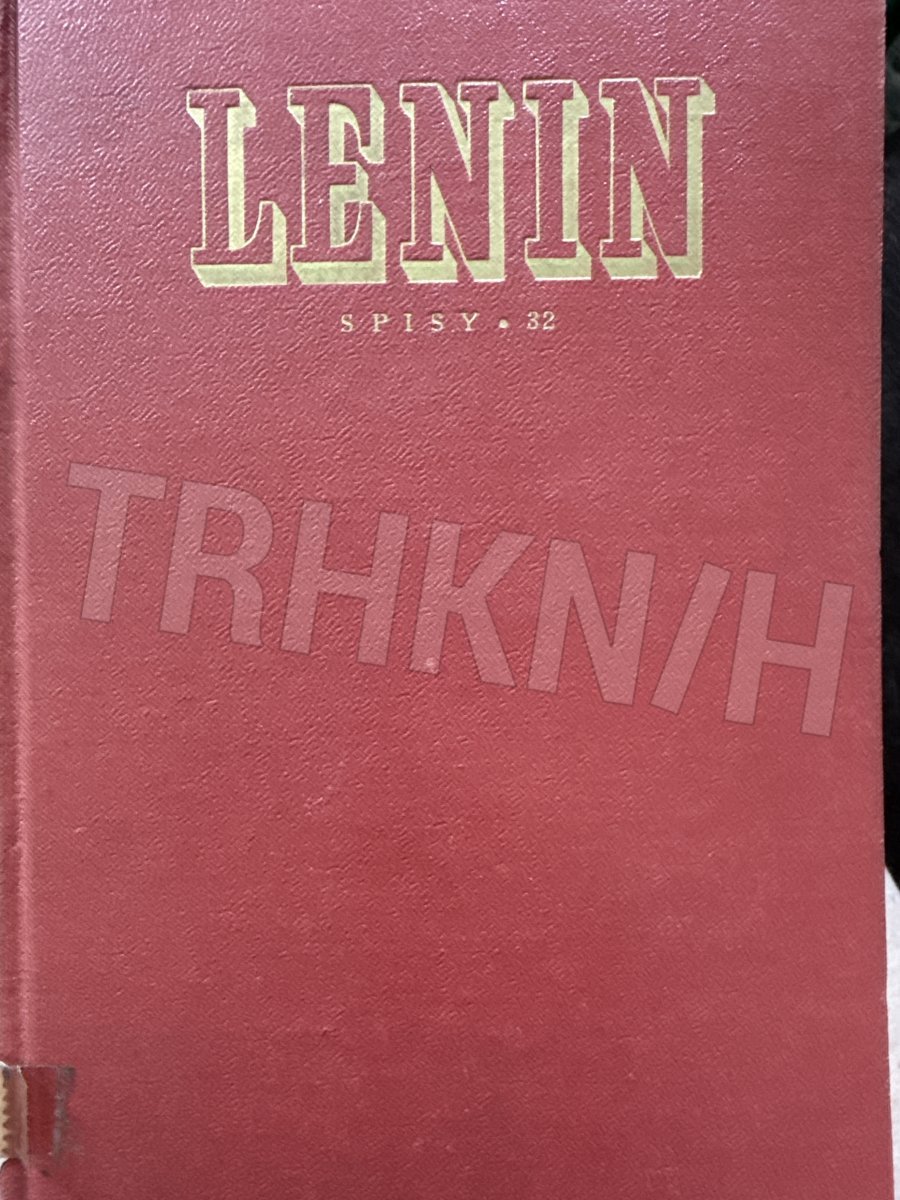 LENIN
SPISY • 32
TRHKN/H